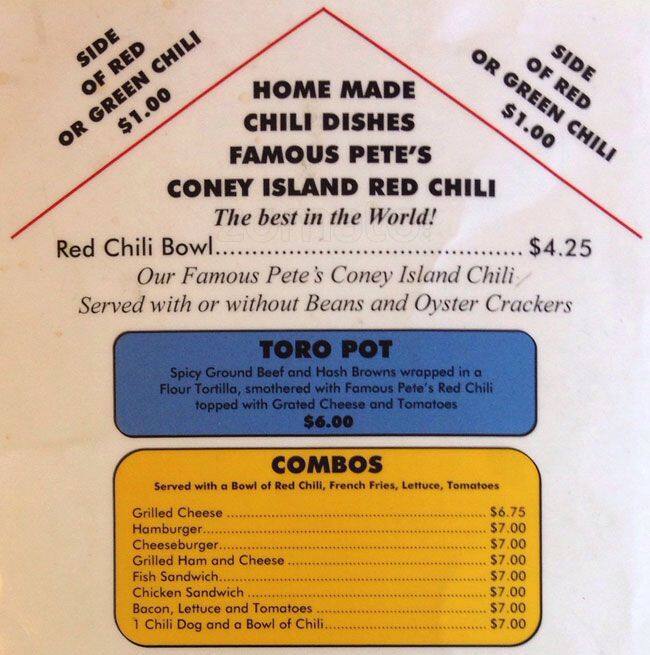 SIDE
OF RED
OR GREEN CHILI
$1.00
SIDE
OF RED
OR GREEN CHILI
$1.00
HOME MADE
CHILI DISHES
FAMOUS PETE'S
CONEY ISLAND RED CHILI
The best in the World!
Red Chili Bowl........................................ $4.25
Our Famous Pete's Coney Island Chili
Served with or without Beans and Oyster Crackers
TORO POT
Spicy Ground Beef and Hash Browns wrapped in a
Flour Tortilla, smothered with Famous Pete's Red Chili
topped with Grated Cheese and Tomatoes
$6.00
COMBOS
Served with a Bowl of Red Chili, French Fries, Lettuce, Tomatoes
Grilled Cheese ........................................ $6.75
Hamburger........................................ $7.00
Cheeseburger........................................ $7.00
Grilled Ham and Cheese ........................................ $7.00
Fish Sandwich........................................ $7.00
Chicken Sandwich ........................................ $7.00
Bacon, Lettuce and Tomatoes ........................................ $7.00
1 Chili Dog and a Bowl of Chili........................................ $7.00